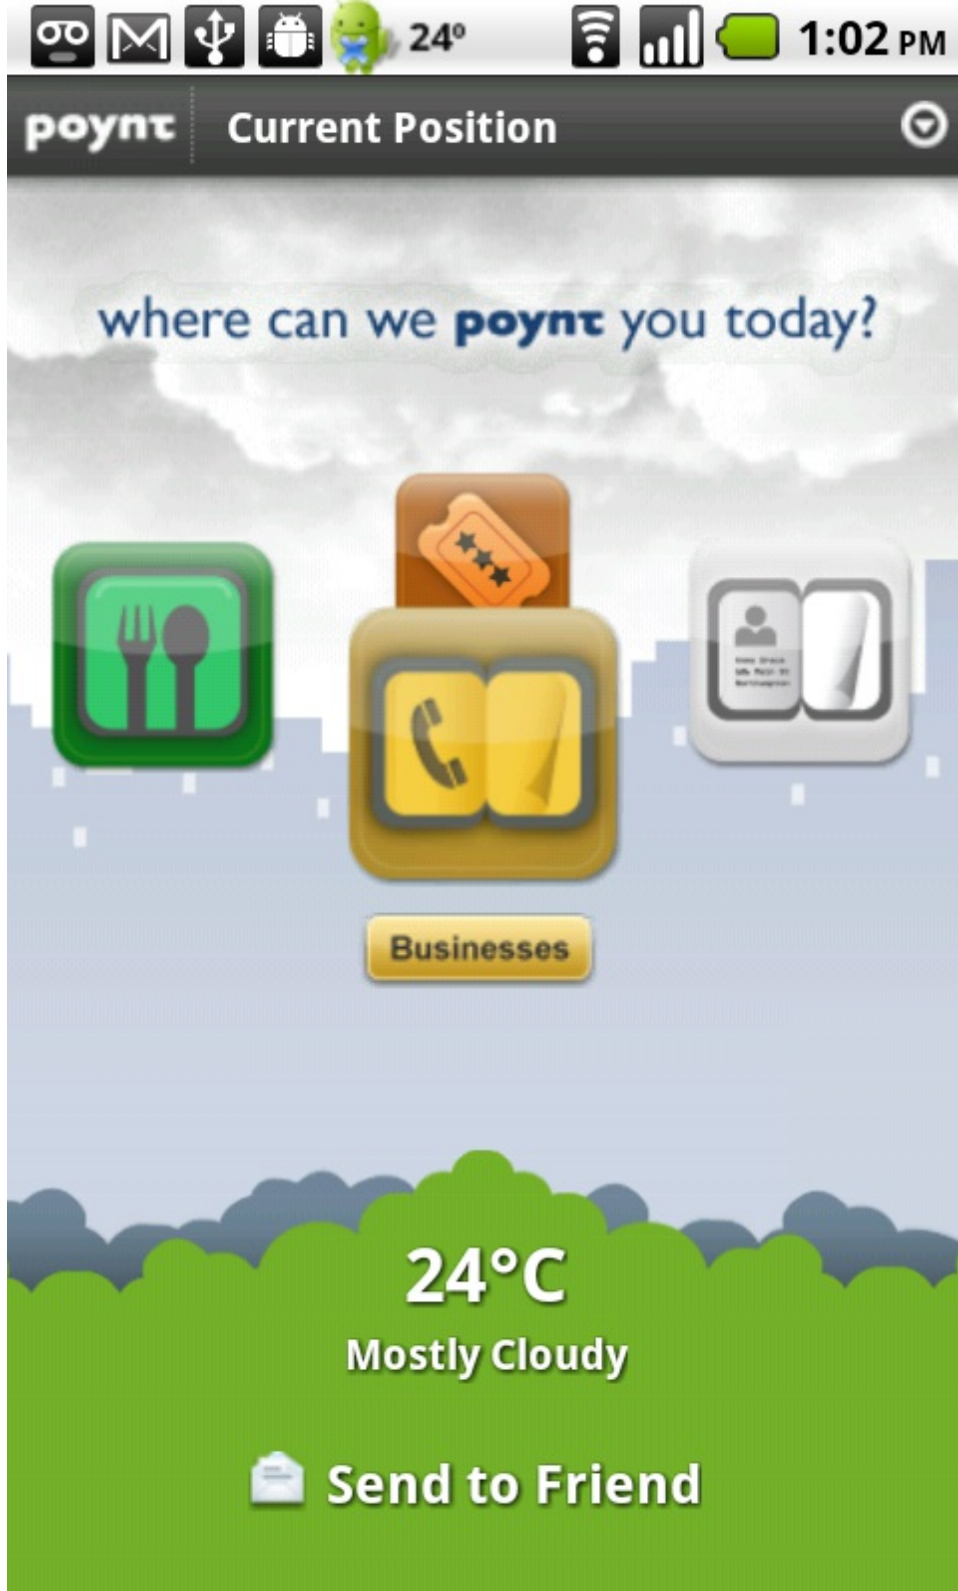 24º
1:02 PM
poynt
Current Position
where can we poynt you today?
Businesses
24°C
Mostly Cloudy
Send to Friend